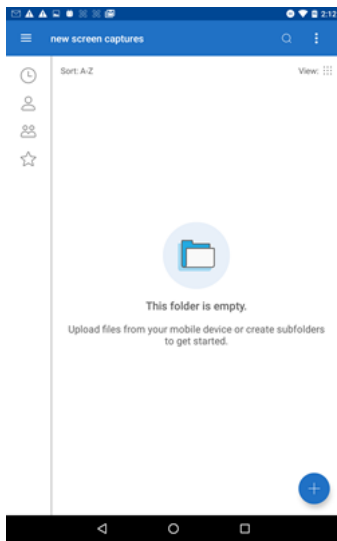 2:12
new screen captures
Sort: A-Z
View:
This folder is empty.
Upload files from your mobile device or create subfolders
to get started.